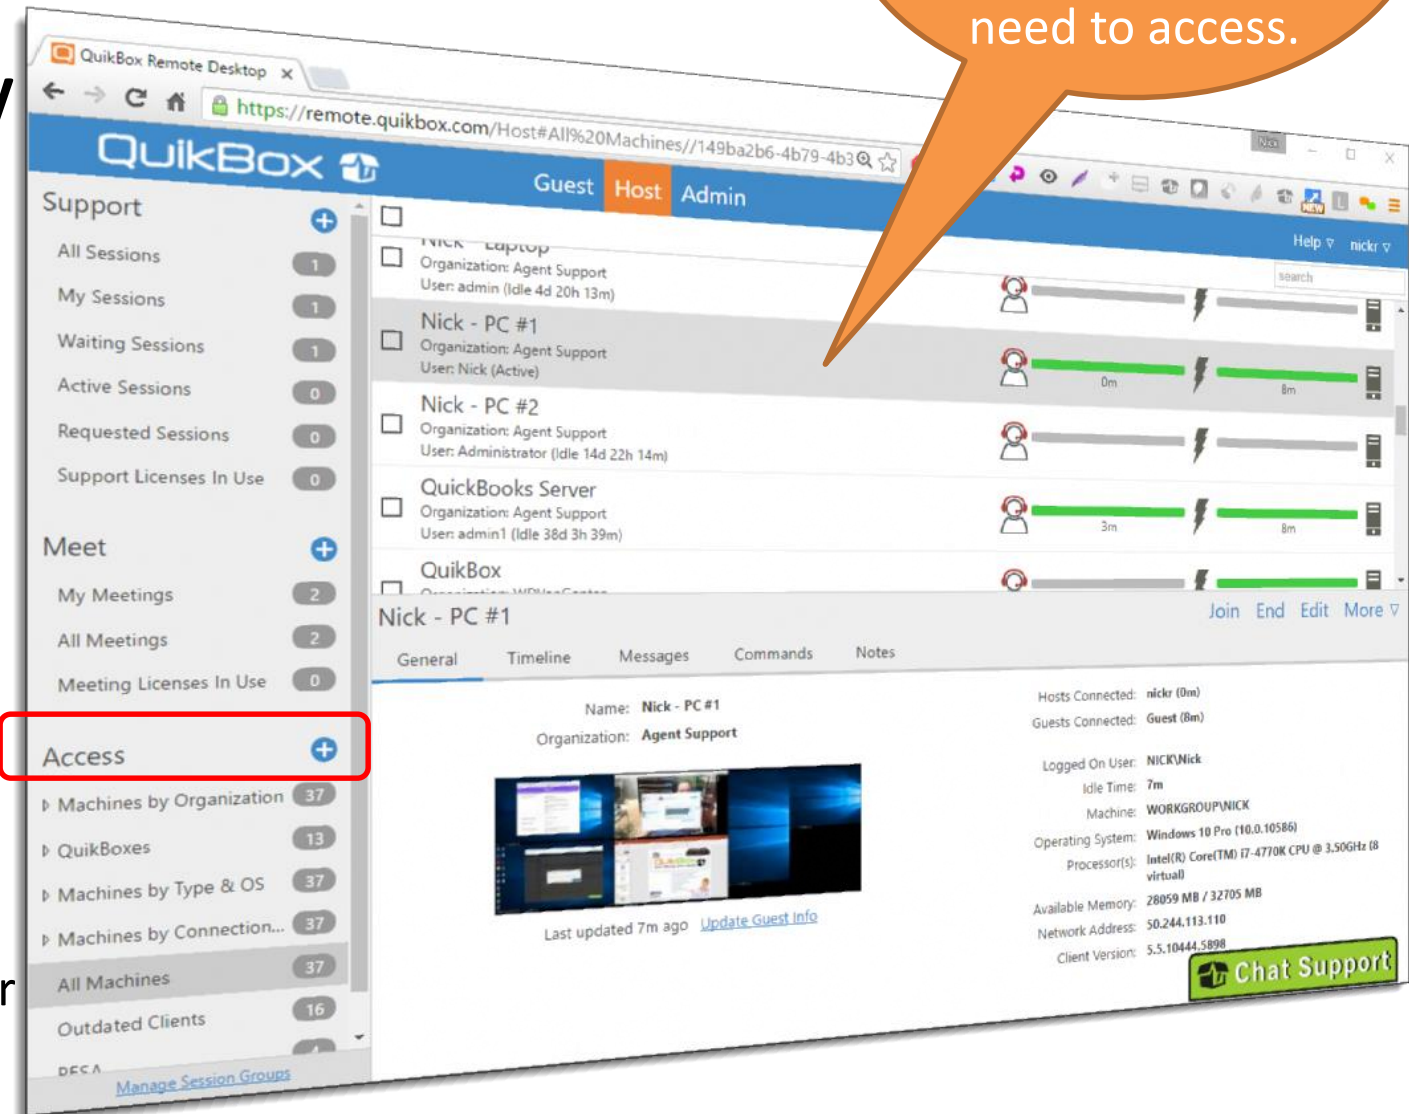 need to access.
y
QuikBox Remote Desktop
https://remote.quikbox.com/Host#All%20Machines//149ba2b6-4b79-4b3
Nick
NEW
L
QuikBox
Guest Host Admin
Help nickr
search
Support
All Sessions 1
My Sessions 1
Waiting Sessions 1
Active Sessions 0
Requested Sessions 0
Support Licenses In Use 0
Meet
My Meetings 2
All Meetings 2
Meeting Licenses In Use 0
Access
Machines by Organization 37
QuikBoxes 13
Machines by Type & OS 37
Machines by Connection... 37
All Machines 37
Outdated Clients 16
Manage Session Groups
r
Nick - Laptop
Organization: Agent Support
User: admin (Idle 4d 20h 13m)
Nick - PC #1
Organization: Agent Support
User: Nick (Active)
0m 8m
Nick - PC #2
Organization: Agent Support
User: Administrator (Idle 14d 22h 14m)
QuickBooks Server
Organization: Agent Support
User: admin1 (Idle 38d 3h 39m)
3m 8m
QuikBox
Nick - PC #1
Join End Edit More
General Timeline Messages Commands Notes
Name: Nick - PC #1
Organization: Agent Support
Last updated 7m ago Update Guest Info
Hosts Connected: nickr (0m)
Guests Connected: Guest (8m)
Logged On User: NICK\Nick
Idle Time: 7m
Machine: WORKGROUP\NICK
Operating System: Windows 10 Pro (10.0.10586)
Processor(s): Intel(R) Core(TM) i7-4770K CPU @ 3.50GHz (8
virtual)
Available Memory: 28059 MB / 32705 MB
Network Address: 50.244.113.110
Client Version: 5.5.10444.5898
Chat Support